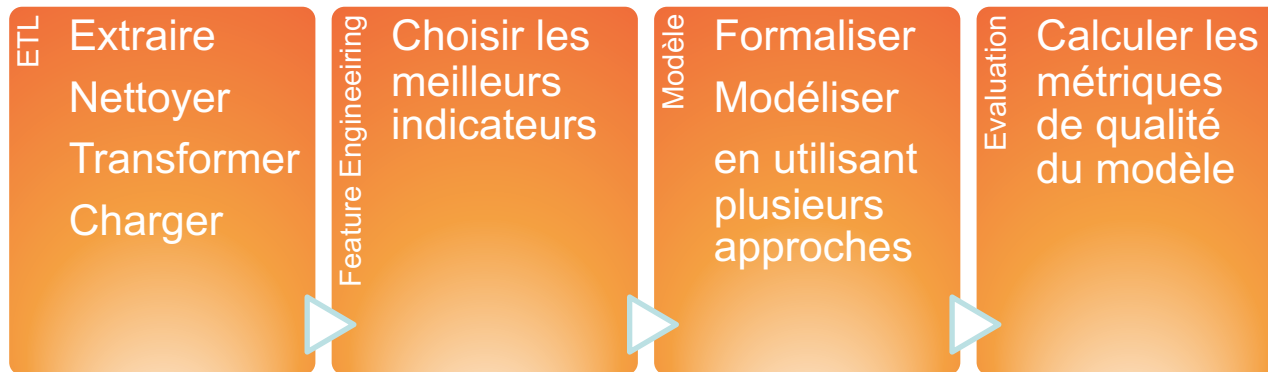 ETL
Extraire
Nettoyer
Transformer
Charger
Feature Engineeiring
Choisir les
meilleurs
indicateurs
Modèle
Formaliser
Modéliser
en utilisant
plusieurs
approches
Evaluation
Calculer les
métriques
de qualité
du modèle